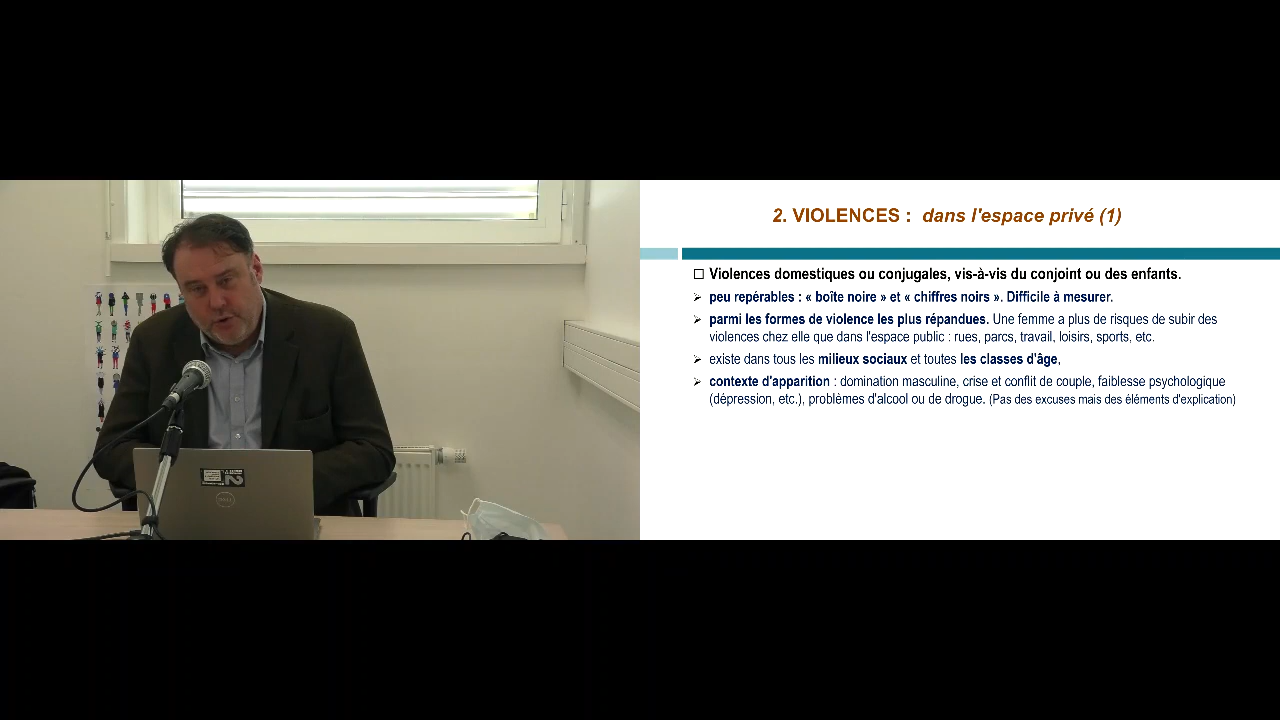 2. VIOLENCES : dans l'espace privé (1)
Violences domestiques ou conjugales, vis-à-vis du conjoint ou des enfants.
peu repérables : « boîte noire » et « chiffres noirs ». Difficile à mesurer.
parmi les formes de violence les plus répandues. Une femme a plus de risques de subir des
violences chez elle que dans l'espace public : rues, parcs, travail, loisirs, sports, etc.
existe dans tous les milieux sociaux et toutes les classes d'âge,
contexte d'apparition : domination masculine, crise et conflit de couple, faiblesse psychologique
(dépression, etc.), problèmes d'alcool ou de drogue. (Pas des excuses mais des éléments d'explication)
DELL